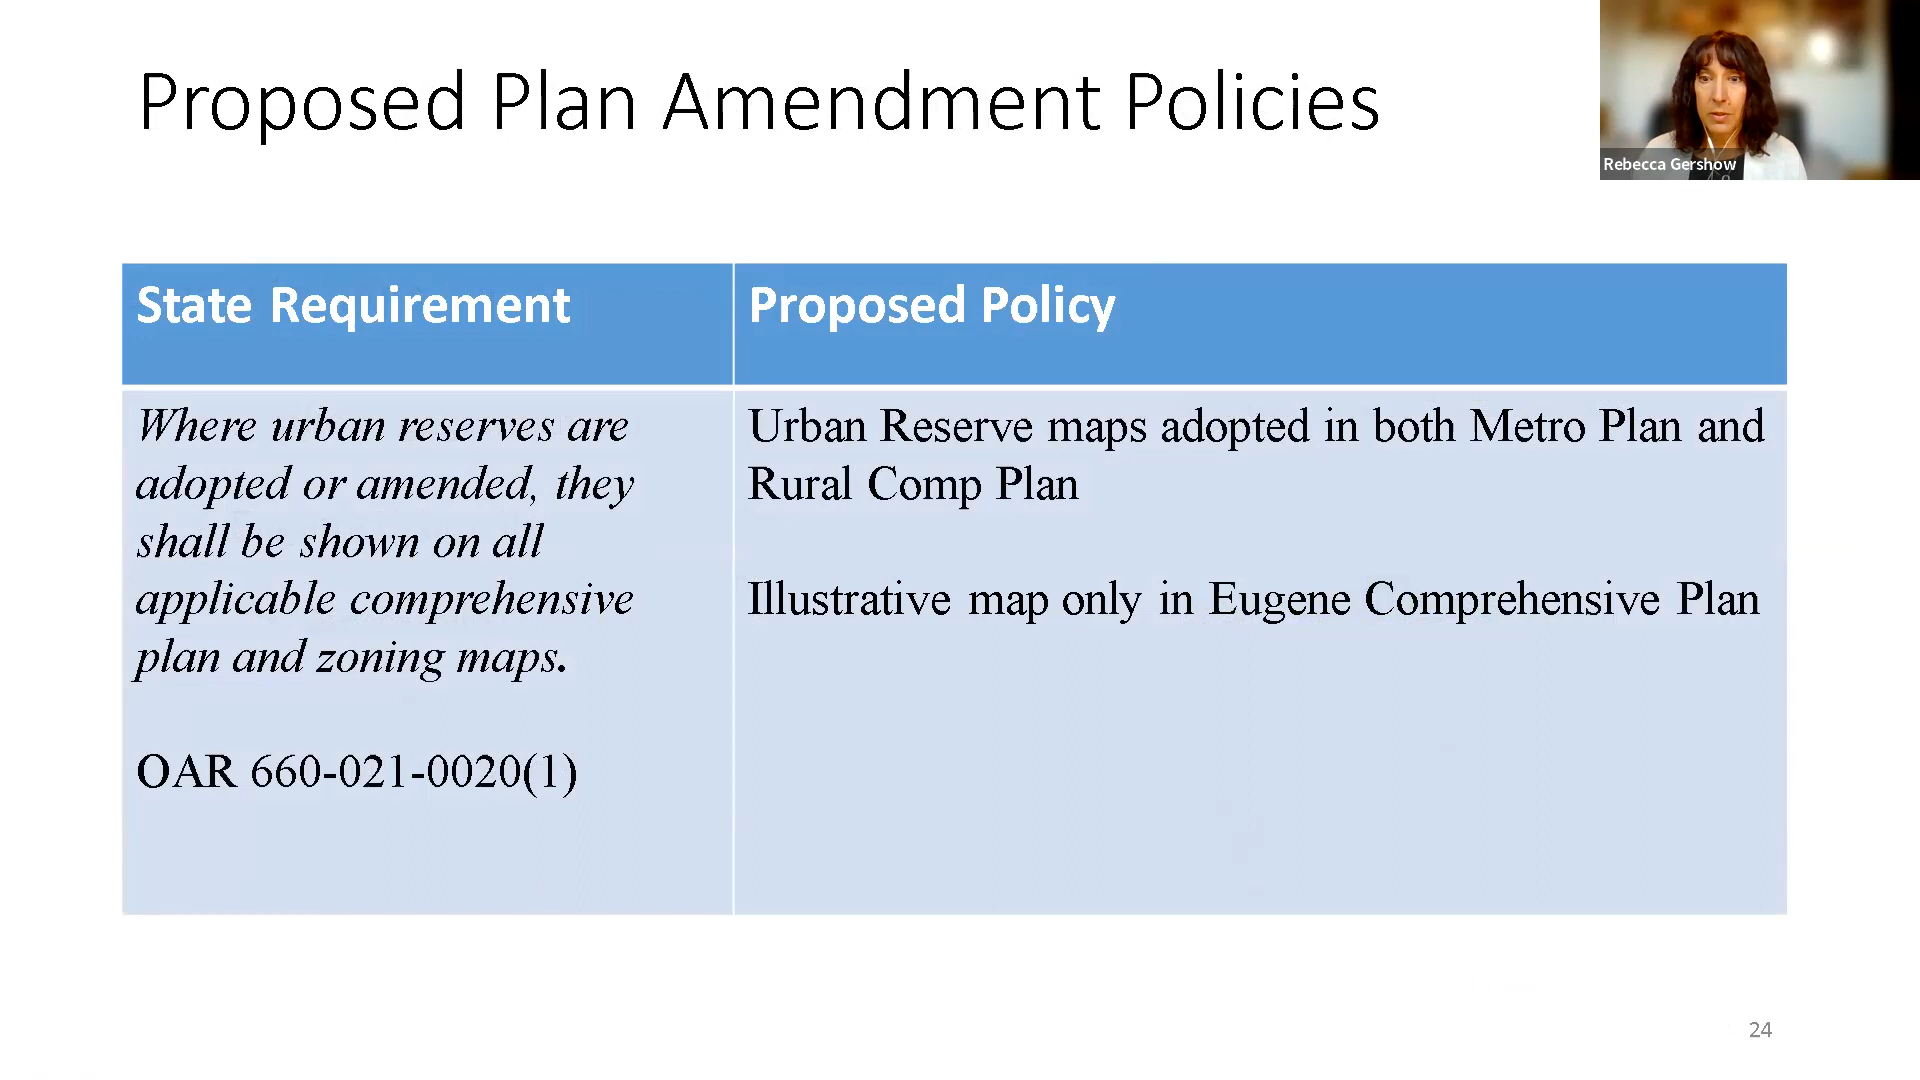 Proposed Plan Amendment Policies
Rebecca Gershow
State Requirement
Proposed Policy
Where urban reserves are
adopted or amended, they
shall be shown on all
applicable comprehensive
plan and zoning maps.
OAR 660-021-0020(1)
Urban Reserve maps adopted in both Metro Plan and
Rural Comp Plan
Illustrative map only in Eugene Comprehensive Plan
24